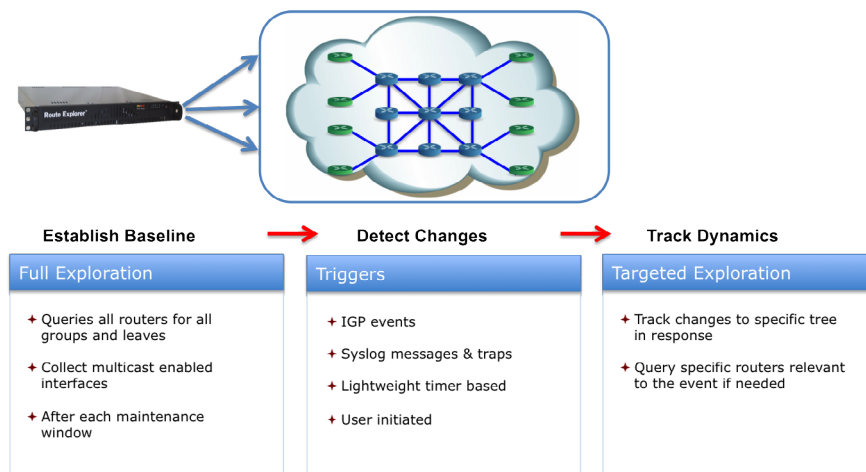 Route Explorer
Establish Baseline
Detect Changes
Track Dynamics
Full Exploration
Queries all routers for all
groups and leaves
Collect multicast enabled
interfaces
After each maintenance
window
Triggers
IGP events
Syslog messages & traps
Lightweight timer based
User initiated
Targeted Exploration
Track changes to specific tree
in response
Query specific routers relevant
to the event if needed